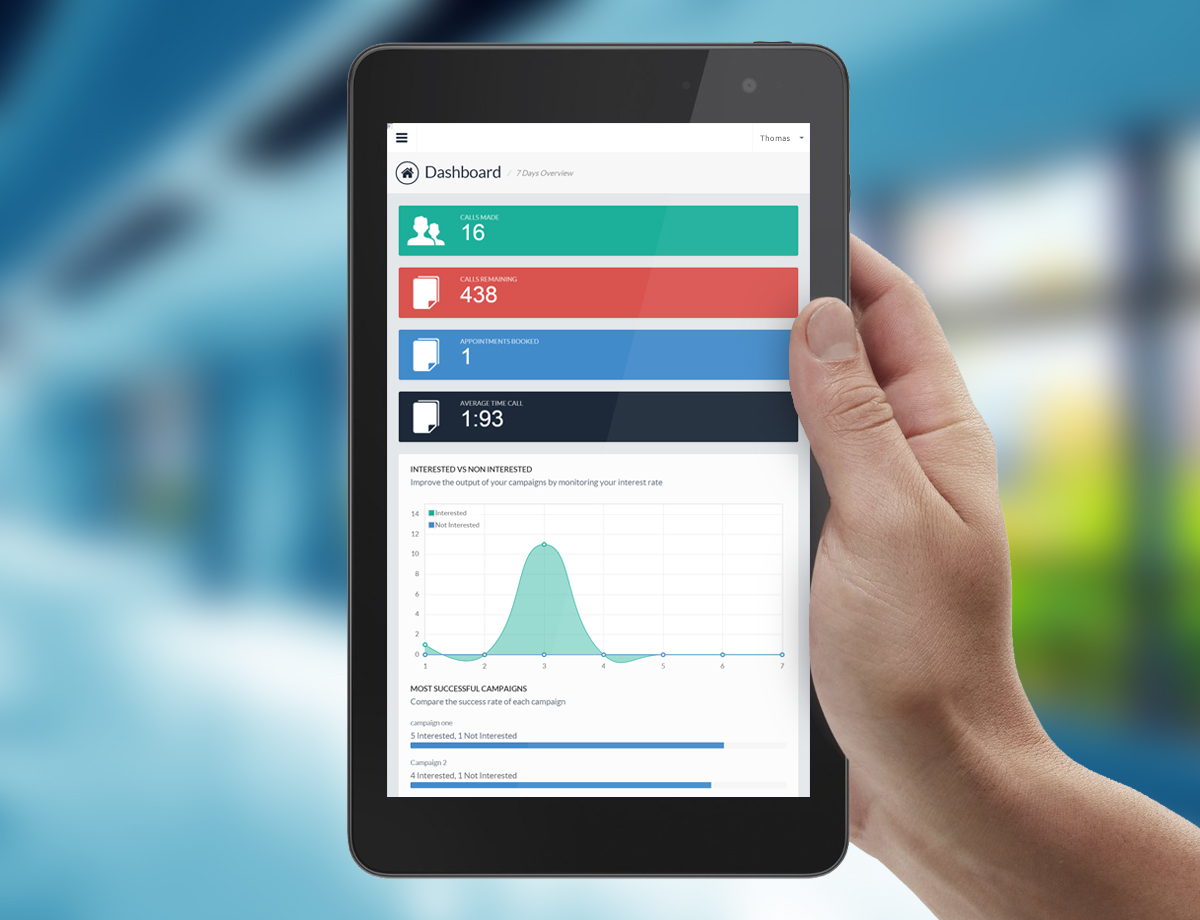 Thomas
Dashboard / 7 Days Overview
CALLS MADE
16
CALLS REMAINING
438
APPOINTMENTS BOOKED
1
AVERAGE TIME CALL
1:93
INTERESTED VS NON INTERESTED
Improve the output of your campaigns by monitoring your interest rate
14
Interested
Not Interested
12
10
8
6
4
2
0
1 2 3 4 5 6 7
MOST SUCCESSFUL CAMPAIGNS
Compare the success rate of each campaign
campaign one
5 Interested, 1 Not Interested
Campaign 2
4 Interested, 1 Not Interested